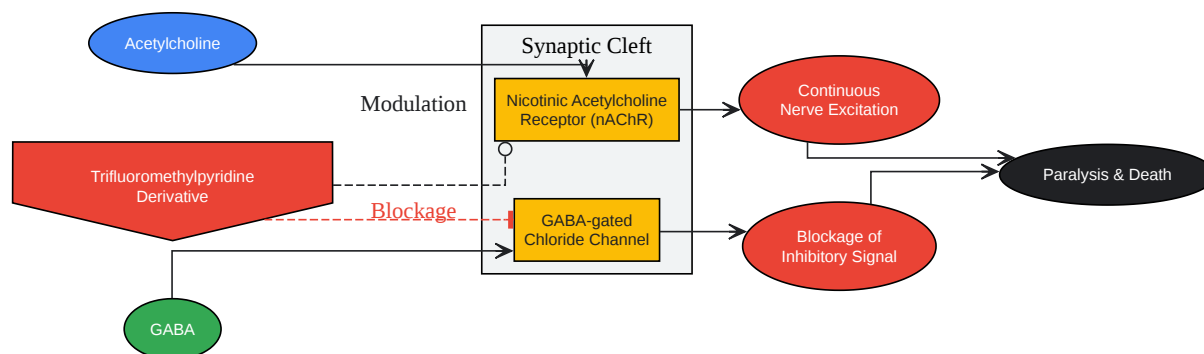 Acetylcholine
Synaptic Cleft
Modulation
Nicotinic Acetylcholine
Receptor (nAChR)
Continuous
Nerve Excitation
Trifluoromethylpyridine
Derivative
Paralysis & Death
Blockage
GABA-gated
Chloride Channel
Blockage of
Inhibitory Signal
GABA